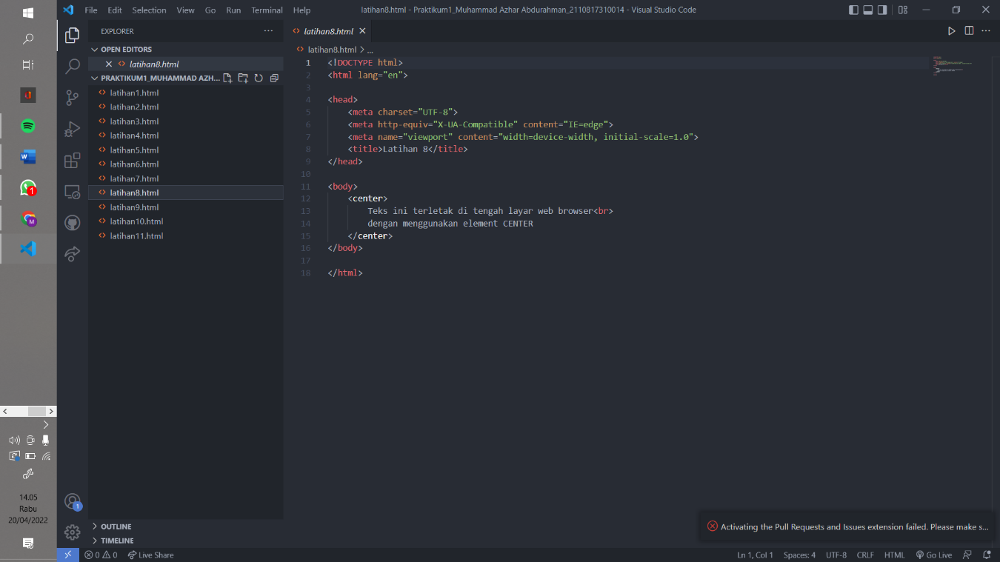 File Edit Selection View Go Run Terminal Help
latihan8.html - Praktikum1_Muhammad Azhar Abdurahman_2110817310014 - Visual Studio Code
EXPLORER
OPEN EDITORS
latihan8.html
PRAKTIKUM1_MUHAMMAD AZH...
latihan1.html
latihan2.html
latihan3.html
latihan4.html
latihan5.html
latihan6.html
latihan7.html
latihan8.html
latihan9.html
latihan10.html
latihan11.html
OUTLINE
TIMELINE
latihan8.html
latihan8.html > ...
1 <!DOCTYPE html>
2 <html lang="en">
3
4 <head>
5 <meta charset="UTF-8">
6 <meta http-equiv="X-UA-Compatible" content="IE=edge">
7 <meta name="viewport" content="width=device-width, initial-scale=1.0">
8 <title>Latihan 8</title>
9 </head>
10
11 <body>
12 <center>
13 Teks ini terletak di tengah layar web browser<br>
14 dengan menggunakan element CENTER
15 </center>
16 </body>
17
18 </html>
Activating the Pull Requests and Issues extension failed. Please make s...
0 0 Live Share
Ln 1, Col 1 Spaces: 4 UTF-8 CRLF HTML Go Live
W
1
M
1
14.05
Rabu
20/04/2022